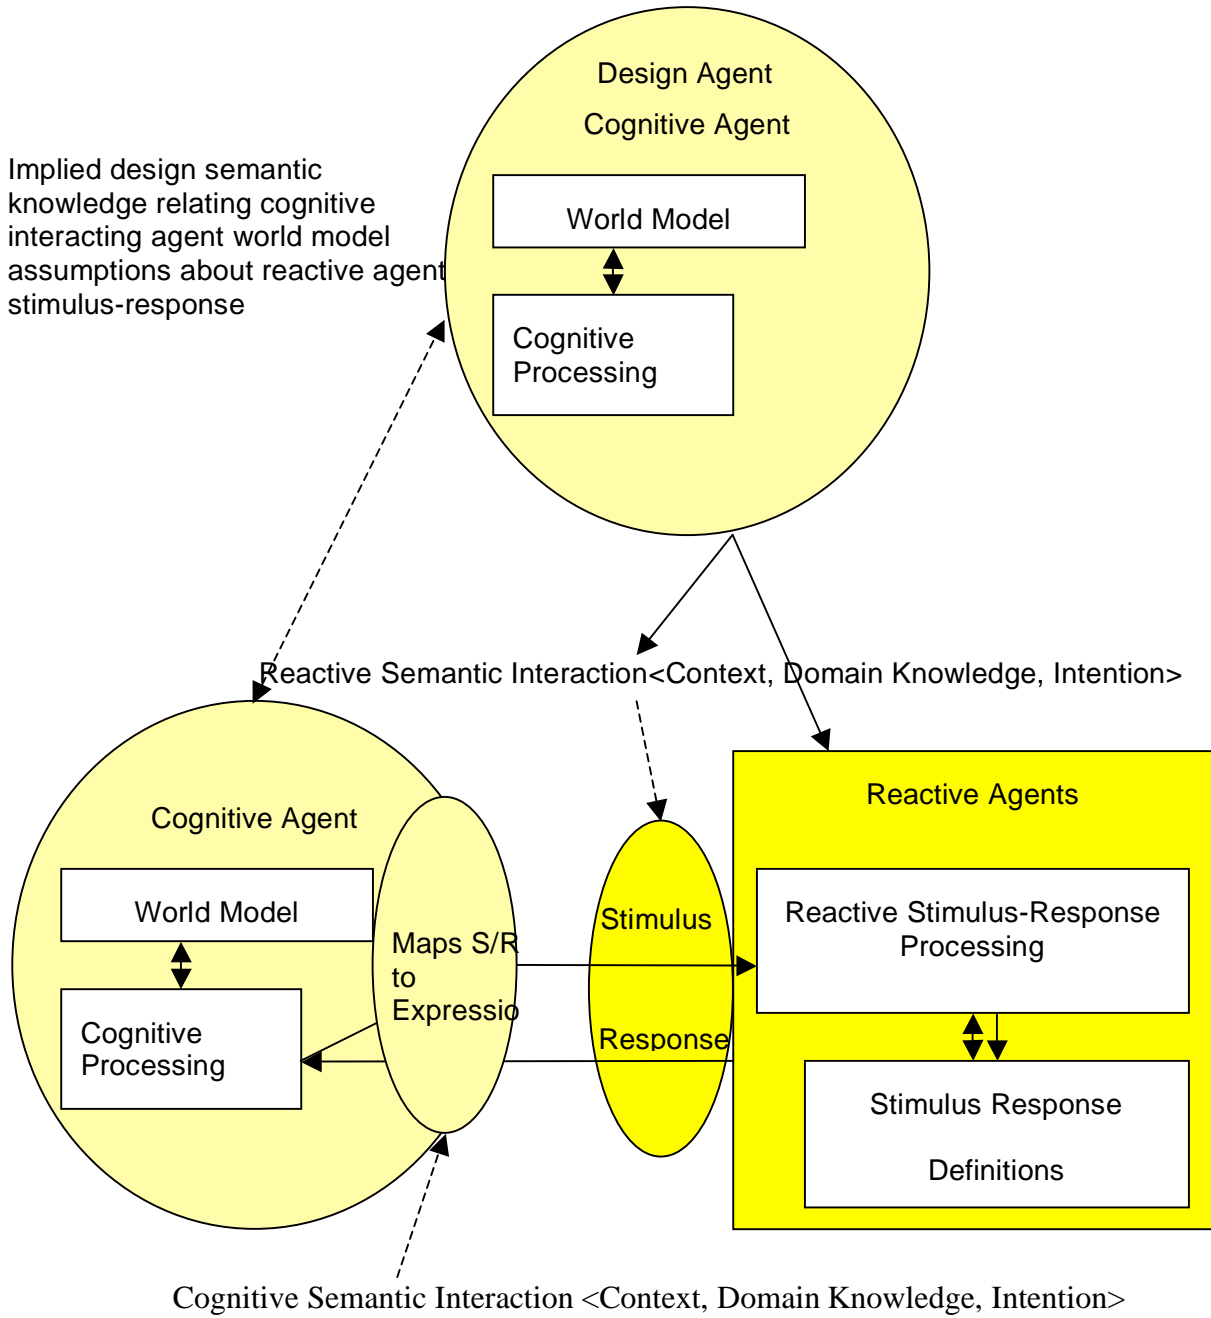 Design Agent
Cognitive Agent
Implied design semantic
knowledge relating cognitive
interacting agent world model
assumptions about reactive agent
stimulus-response
World Model
Cognitive
Processing
Reactive Semantic Interaction<Context, Domain Knowledge, Intention>
Cognitive Agent
World Model
Cognitive
Processing
Maps S/R
to
Expressio
Stimulus
Response
Reactive Agents
Reactive Stimulus-Response
Processing
Stimulus Response
Definitions
Cognitive Semantic Interaction <Context, Domain Knowledge, Intention>